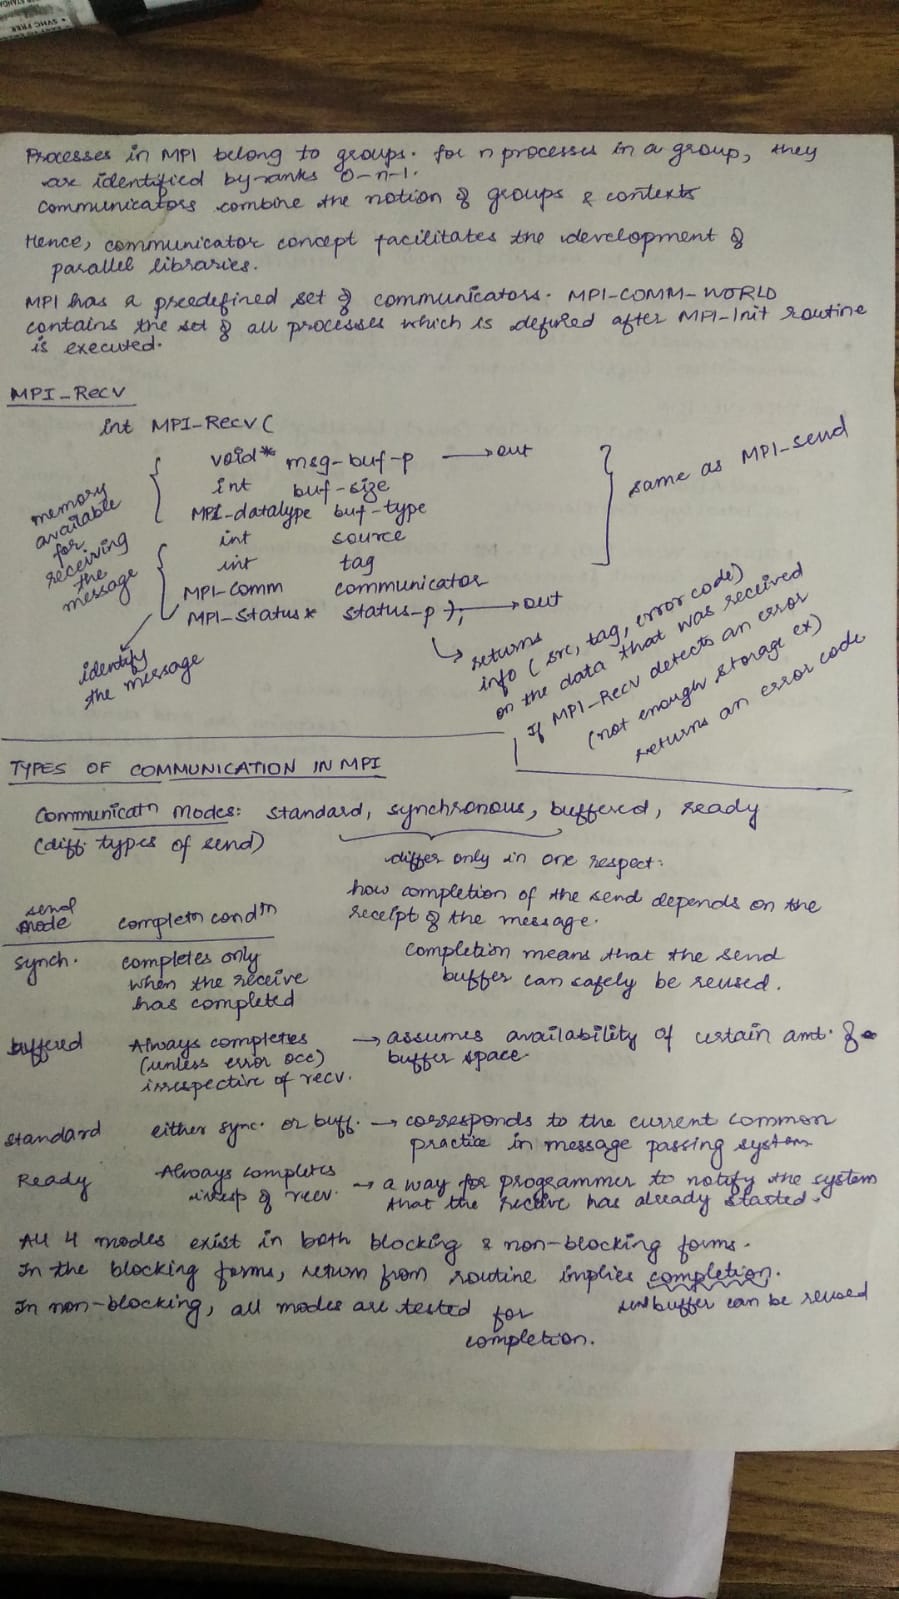 SYNC FREE
Processes in MPI belong to groups. for n processes in a group, they
are identified by ranks 0-n-1.
Communicators combine the notion of groups & contexts
Hence, communicator concept facilitates the development of
parallel libraries.
MPI has a predefined set of communicators. MPI-COMM-WORLD
contains the set of all processes which is defined after MPI-Init routine
is executed.
MPI_Recv
int MPI-Recv(
void* msg-buf-p → out
int buf-size
MPI-datatype buf-type
int source
int tag
MPI-Comm communicator
MPI-Status* status-p ); → out
memory
available
for
receiving
the
message
identify
the message
same as MPI-send
returns
info (src, tag, error code)
on the data that was received
If MPI-Recv detects an error
(not enough storage ex)
returns an error code
TYPES OF COMMUNICATION IN MPI
Communicatn Modes: standard, synchronous, buffered, ready
(diff. types of send)
differ only in one respect:
how completion of the send depends on the
receipt of the message.
completion means that the send
buffer can safely be reused.
send
mode completn condtn
Synch. completes only
when the receive
has completed
buffered Always completes → assumes availability of certain amt. of
(unless error occ) buffer space.
irrespective of recv.
standard either sync. or buff. → corresponds to the current common
practice in message passing system
Ready Always completes → a way for programmer to notify the system
irresp of recv. that the receive has already started.
All 4 modes exist in both blocking & non-blocking forms.
In the blocking forms, return from routine implies completion.
buffer can be reused
In non-blocking, all modes are tested for
completion.